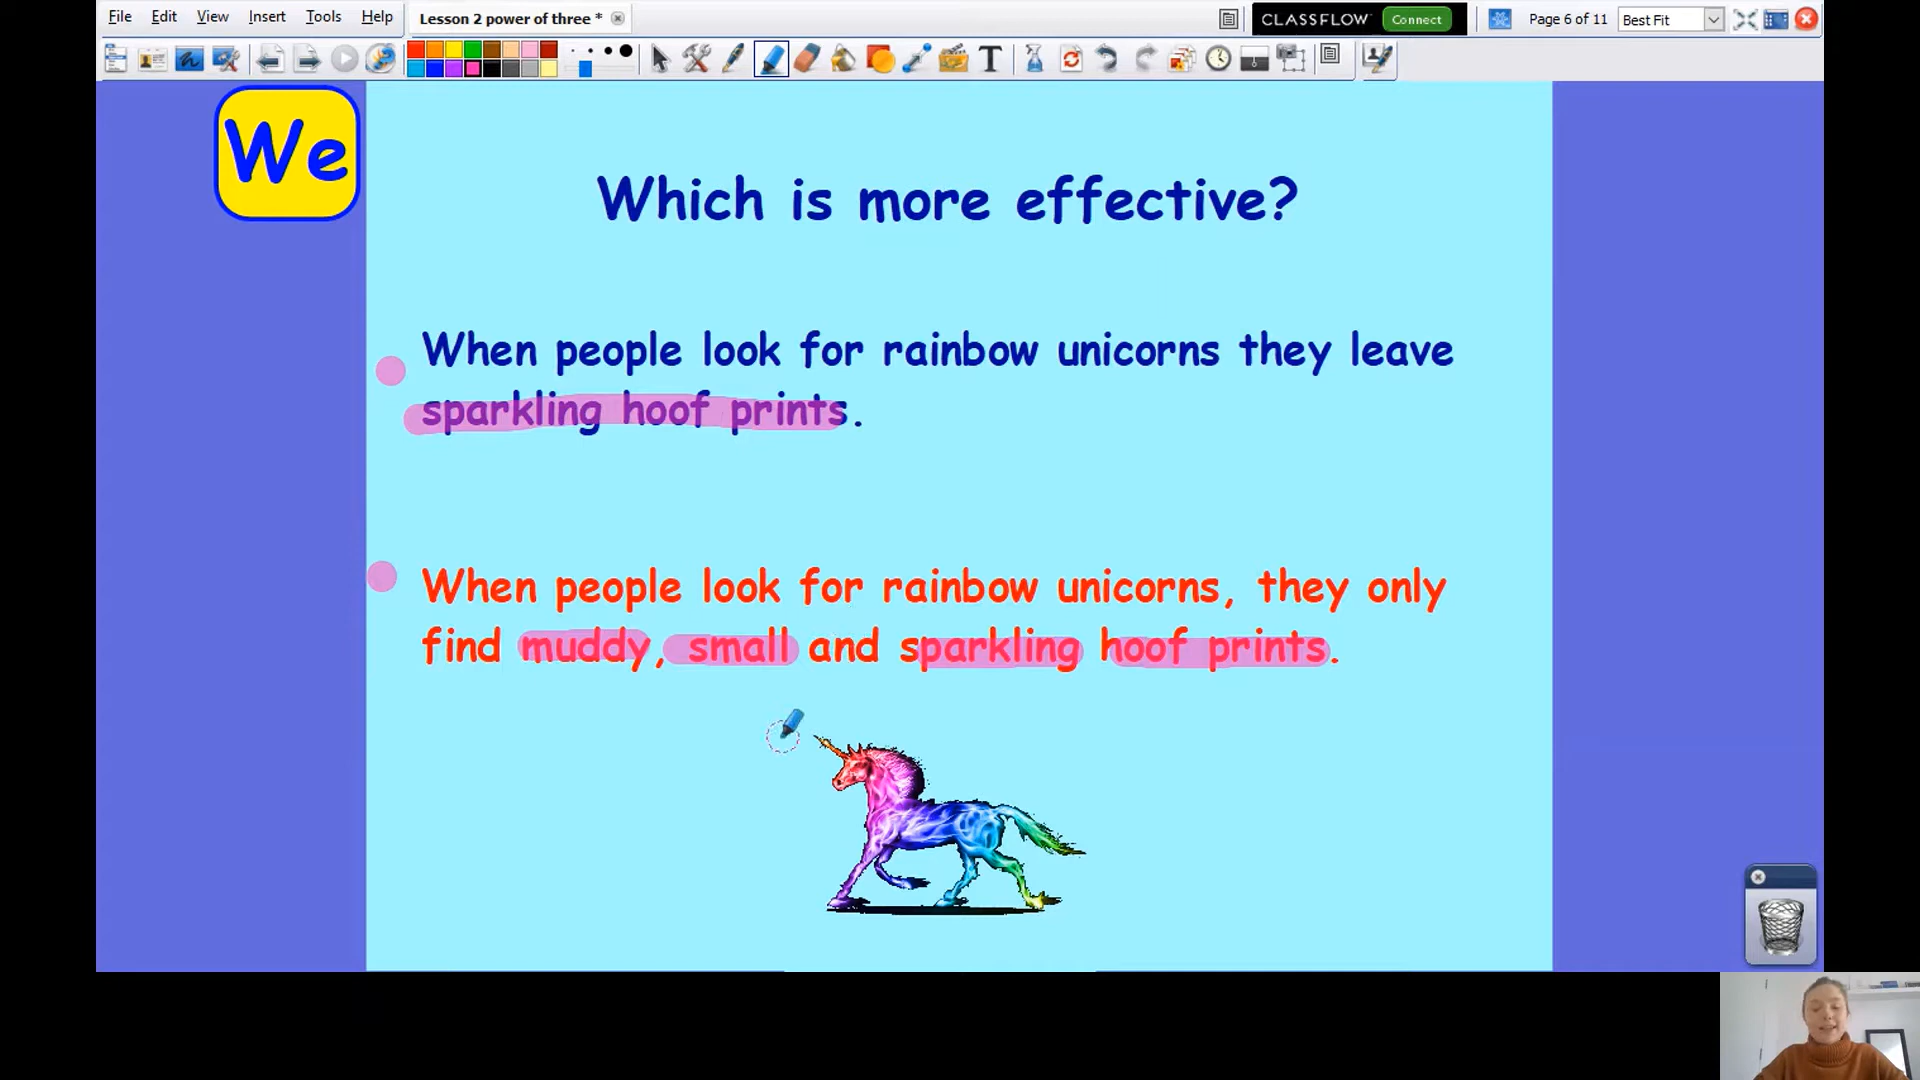 File Edit View Insert Tools Help
Lesson 2 power of three *
CLASSFLOW Connect
Page 6 of 11
Best Fit
We
Which is more effective?
When people look for rainbow unicorns they leave
sparkling hoof prints.
When people look for rainbow unicorns, they only
find muddy, small and sparkling hoof prints.